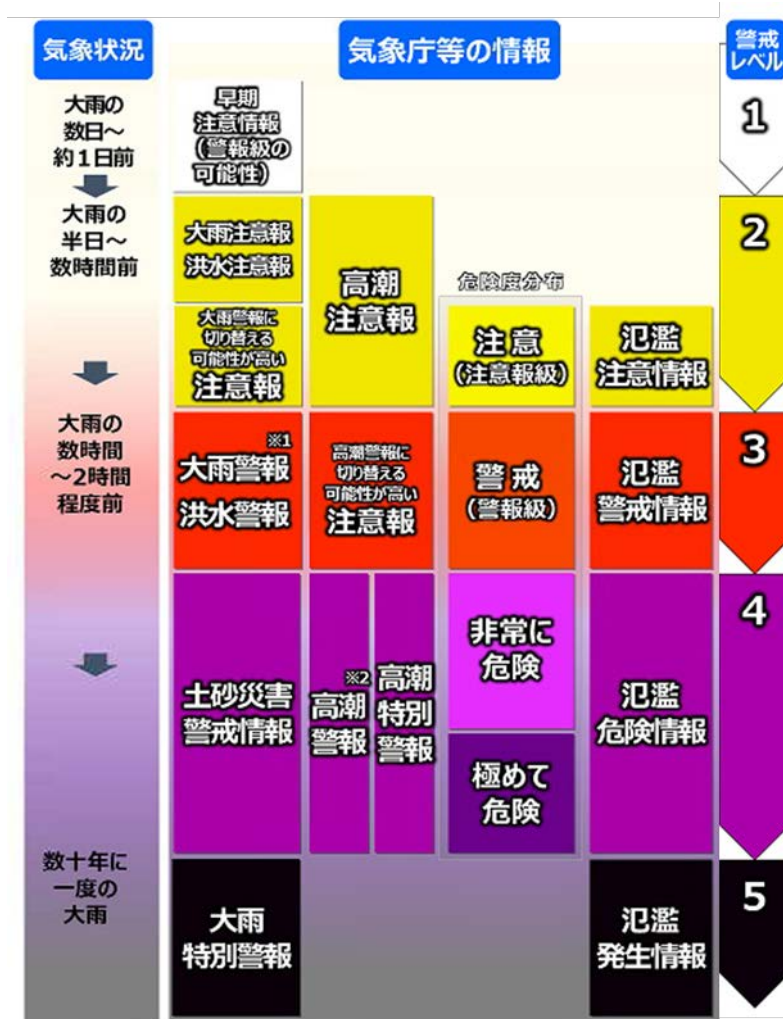 気象状況
気象庁等の情報
警戒
レベル
大雨の
数日～
約1日前
早期
注意情報
(警報級の
可能性)
1
大雨の
半日～
数時間前
大雨注意報
洪水注意報
高潮
注意報
危険度分布
2
大雨警報に
切り替える
可能性が高い
注意報
注意
(注意報級)
氾濫
注意情報
大雨の
数時間
～2時間
程度前
※1
大雨警報
洪水警報
高潮警報に
切り替える
可能性が高い
注意報
警戒
(警報級)
氾濫
警戒情報
3
土砂災害
警戒情報
※2
高潮
警報
高潮
特別
警報
非常に
危険
極めて
危険
氾濫
危険情報
4
数十年に
一度の
大雨
大雨
特別警報
氾濫
発生情報
5